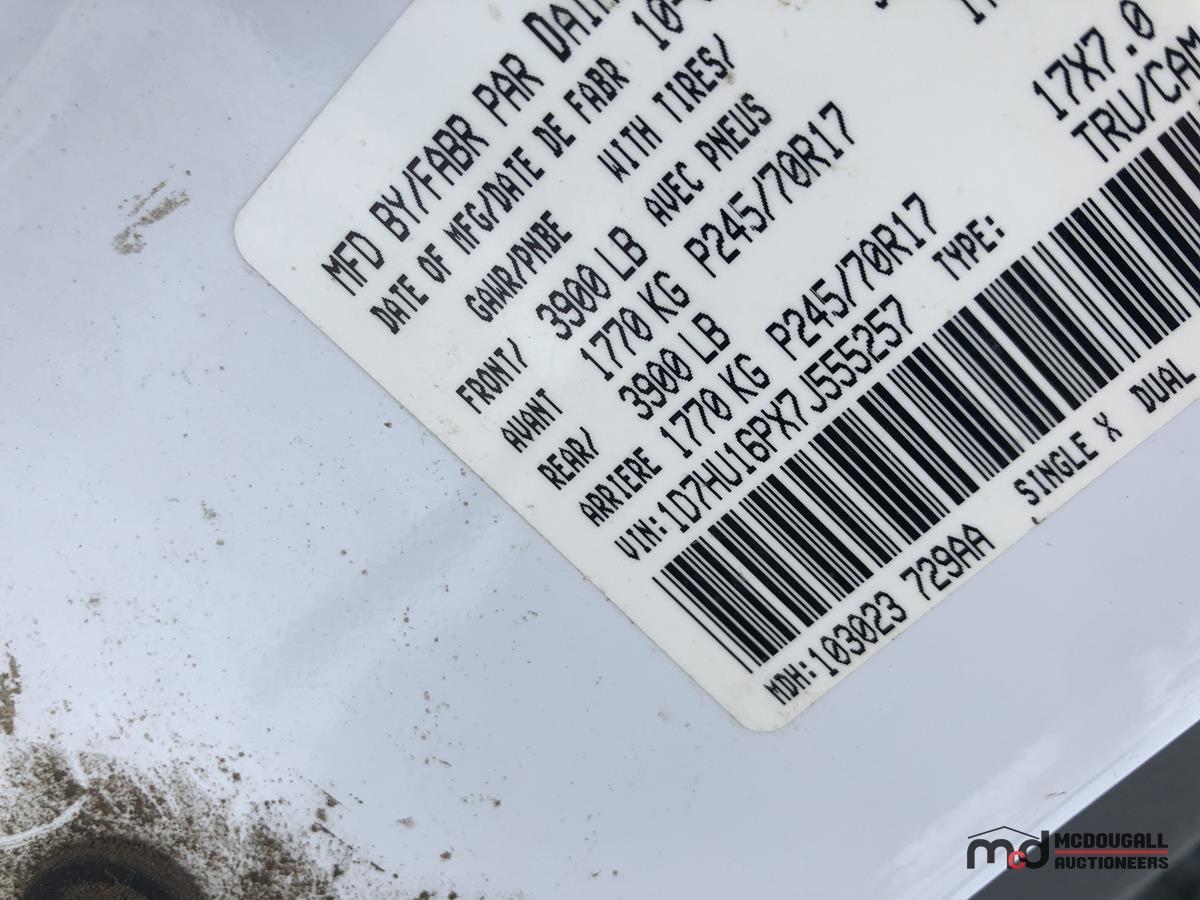 MFD BY/FABR PAR DAIM
DATE OF MFG/DATE DE FABR 10-
GAWR/PNBE WITH TIRES/
AVEC PNEUS
FRONT/ 3900 LB
AVANT 1770 KG P245/70R17 17X7.0
REAR/ 3900 LB
ARRIERE 1770 KG P245/70R17
VIN: 1D7HU16PX7J555257 TYPE: TRU/CAM
MDH: 103023 729AA SINGLE X DUAL
mcd MCDOUGALL
AUCTIONEERS